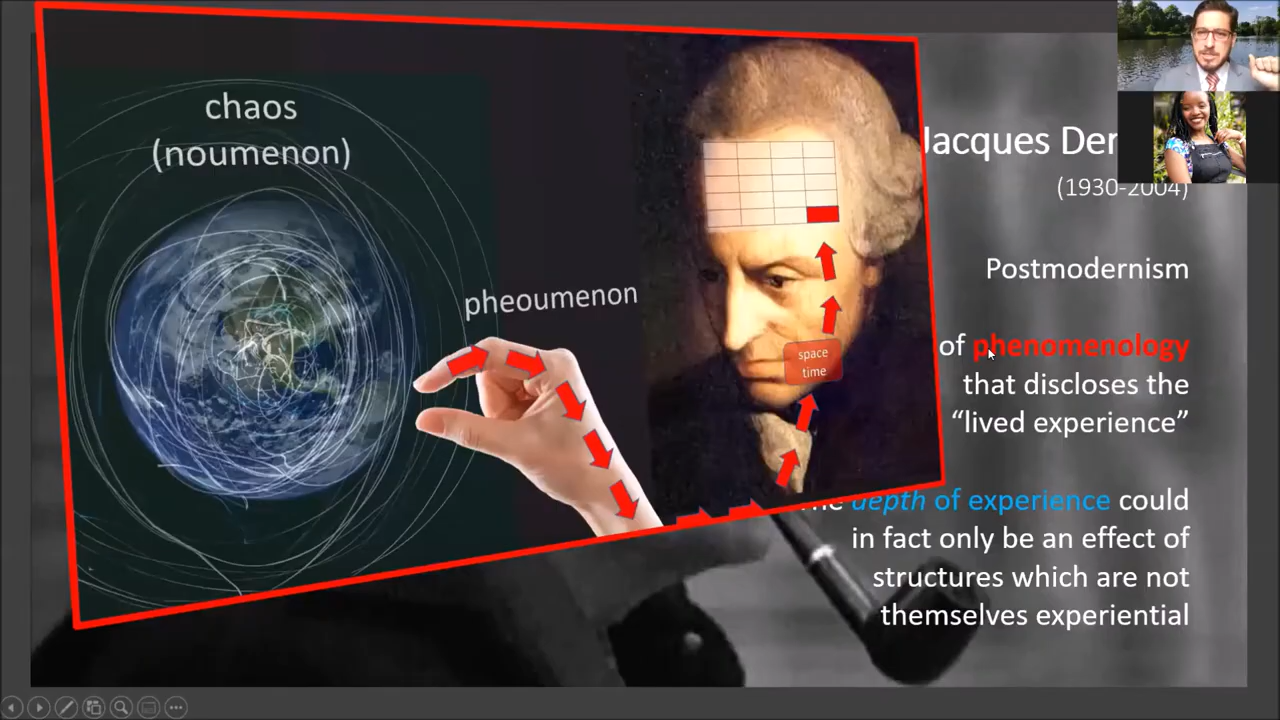 chaos
(noumenon)
pheoumenon
space
time
Jacques
(1930-2004)
Postmodernism
of phenomenology
that discloses the
“lived experience”
depth of experience could
in fact only be an effect of
structures which are not
themselves experiential